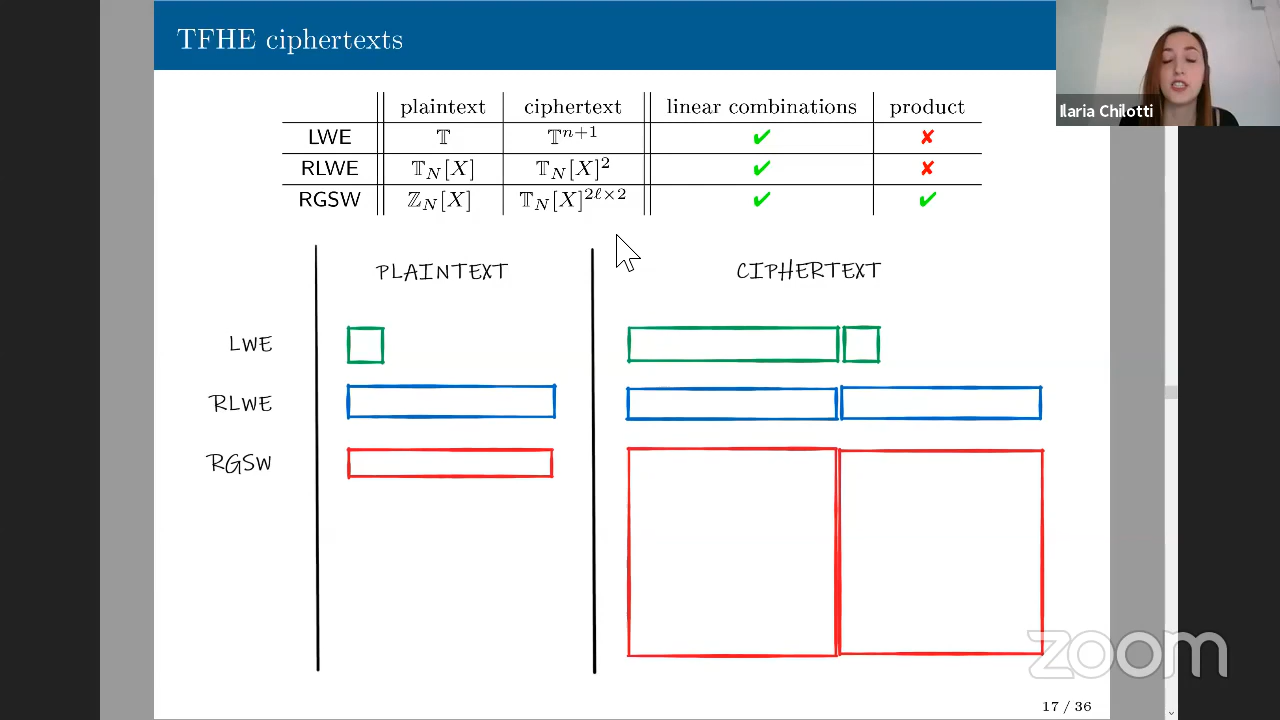 TFHE ciphertexts
Ilaria Chilotti
plaintext ciphertext linear combinations product
LWE 𝕋 𝕋ⁿ⁺¹ ✔ ✘
RLWE 𝕋_N[X] 𝕋_N[X]² ✔ ✘
RGSW ℤ_N[X] 𝕋_N[X]^{2ℓ×2} ✔ ✔
PLAINTEXT CIPHERTEXT
LWE
RLWE
RGSW
zoom
17 / 36